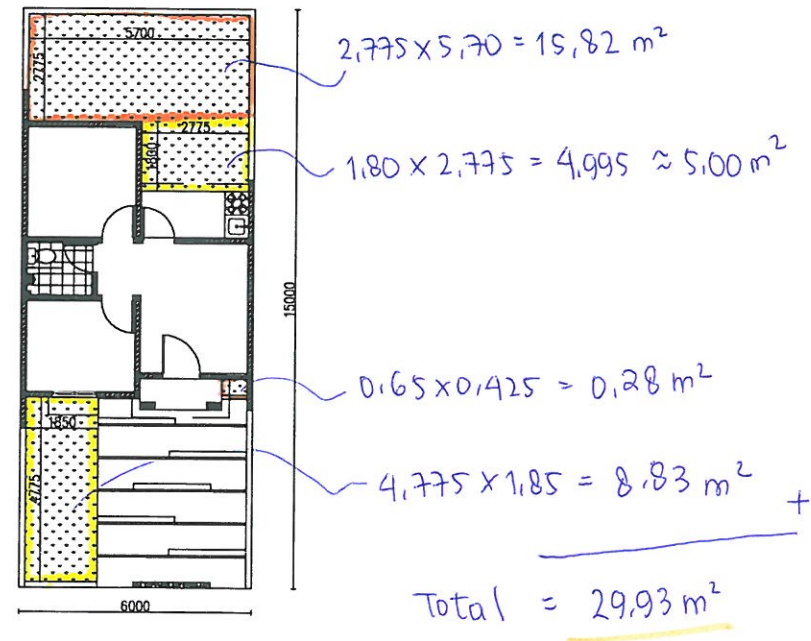 5700
2775
2,775 x 5,70 = 15,82 m²
2775
1800
1,80 x 2,775 = 4,995 ≈ 5,00 m²
15000
0,65 x 0,425 = 0,28 m²
1850
4775
4,775 x 1,85 = 8,83 m²
+
6000
Total = 29,93 m²